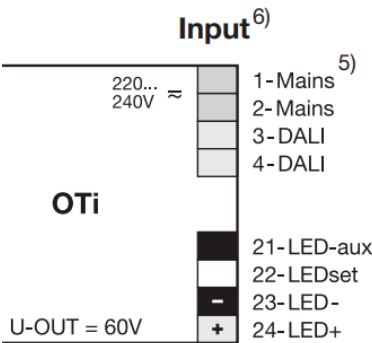 Input6)
5)
220...
240V ≂
1-Mains
2-Mains
3-DALI
4-DALI
OTi
21-LED-aux
22-LEDset
- 23-LED-
U-OUT = 60V + 24-LED+